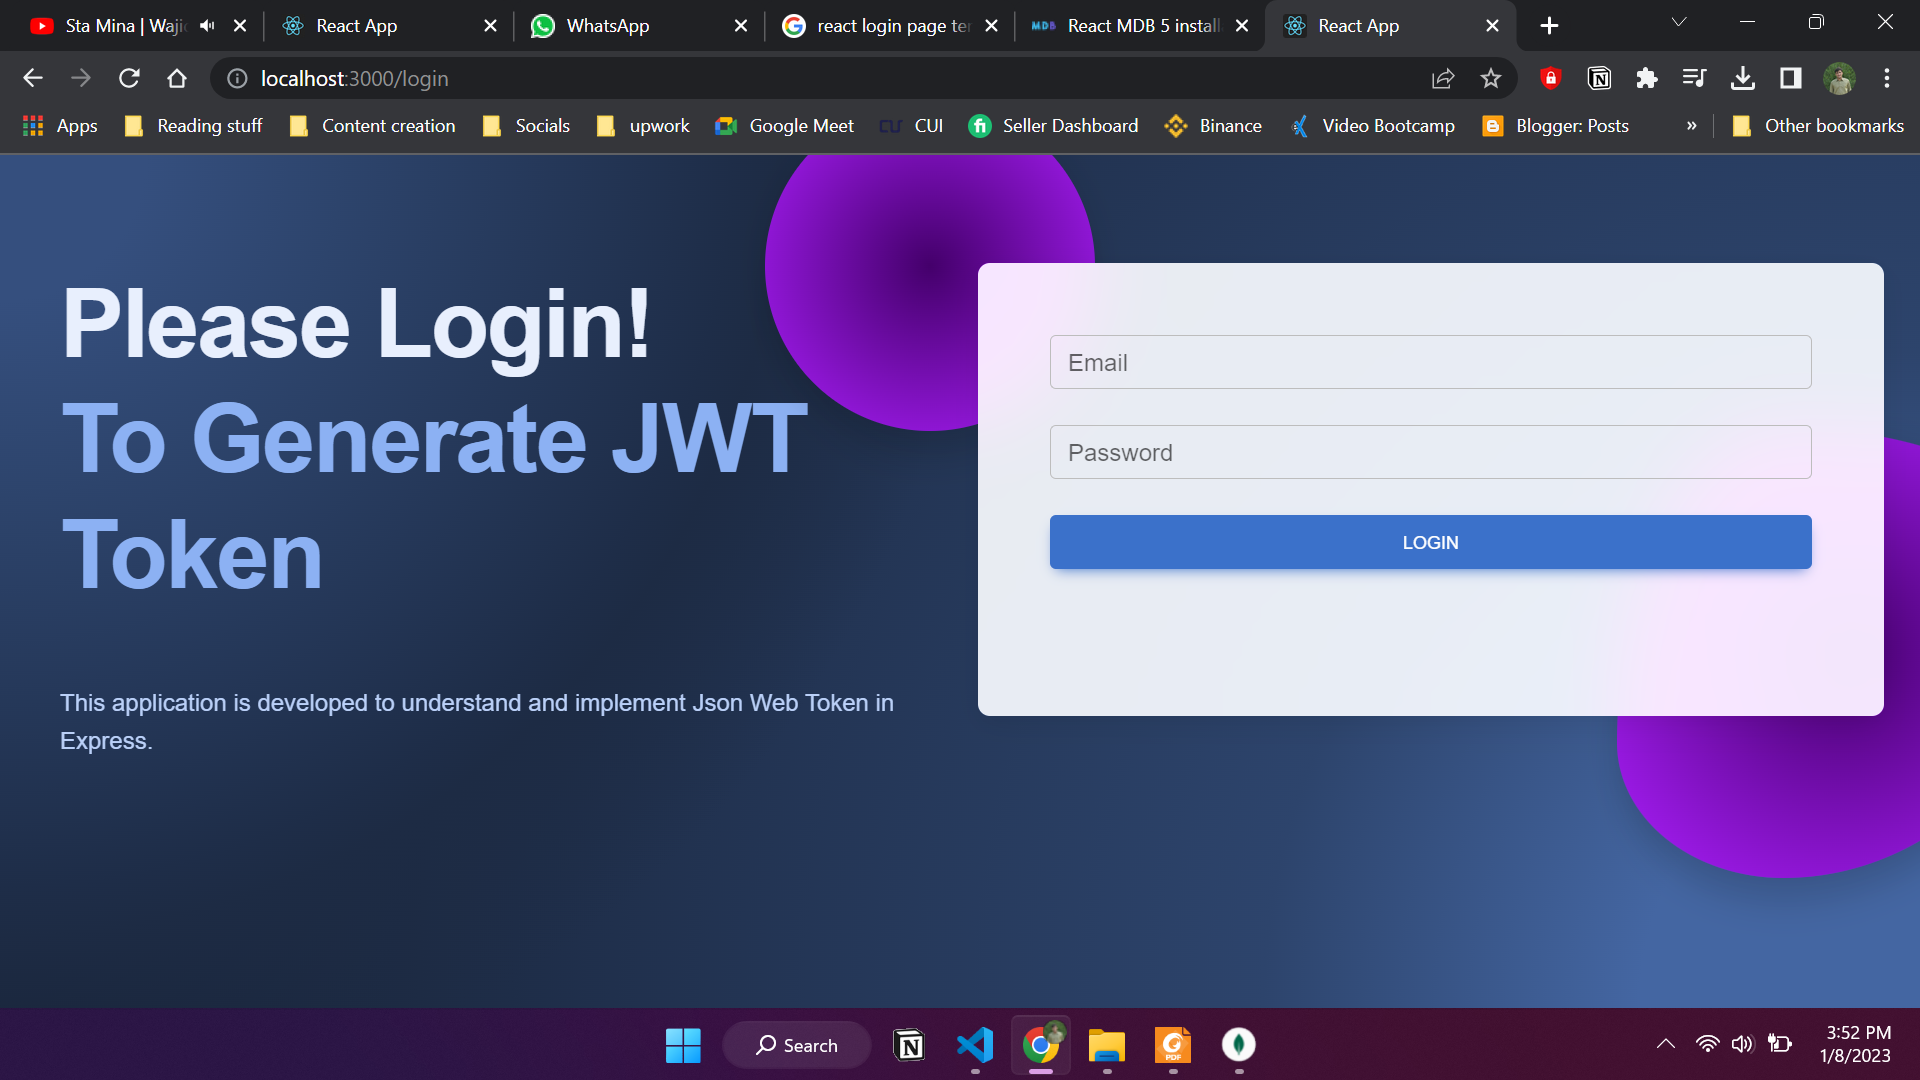 Sta Mina | Waji
React App
WhatsApp
react login page te
React MDB 5 install
React App
localhost:3000/login
Apps
Reading stuff
Content creation
Socials
upwork
Google Meet
CUI
Seller Dashboard
Binance
Video Bootcamp
Blogger: Posts
»
Other bookmarks
Please Login!
To Generate JWT
Token
This application is developed to understand and implement Json Web Token in
Express.
Email
Password
LOGIN
Search
PDF
3:52 PM
1/8/2023